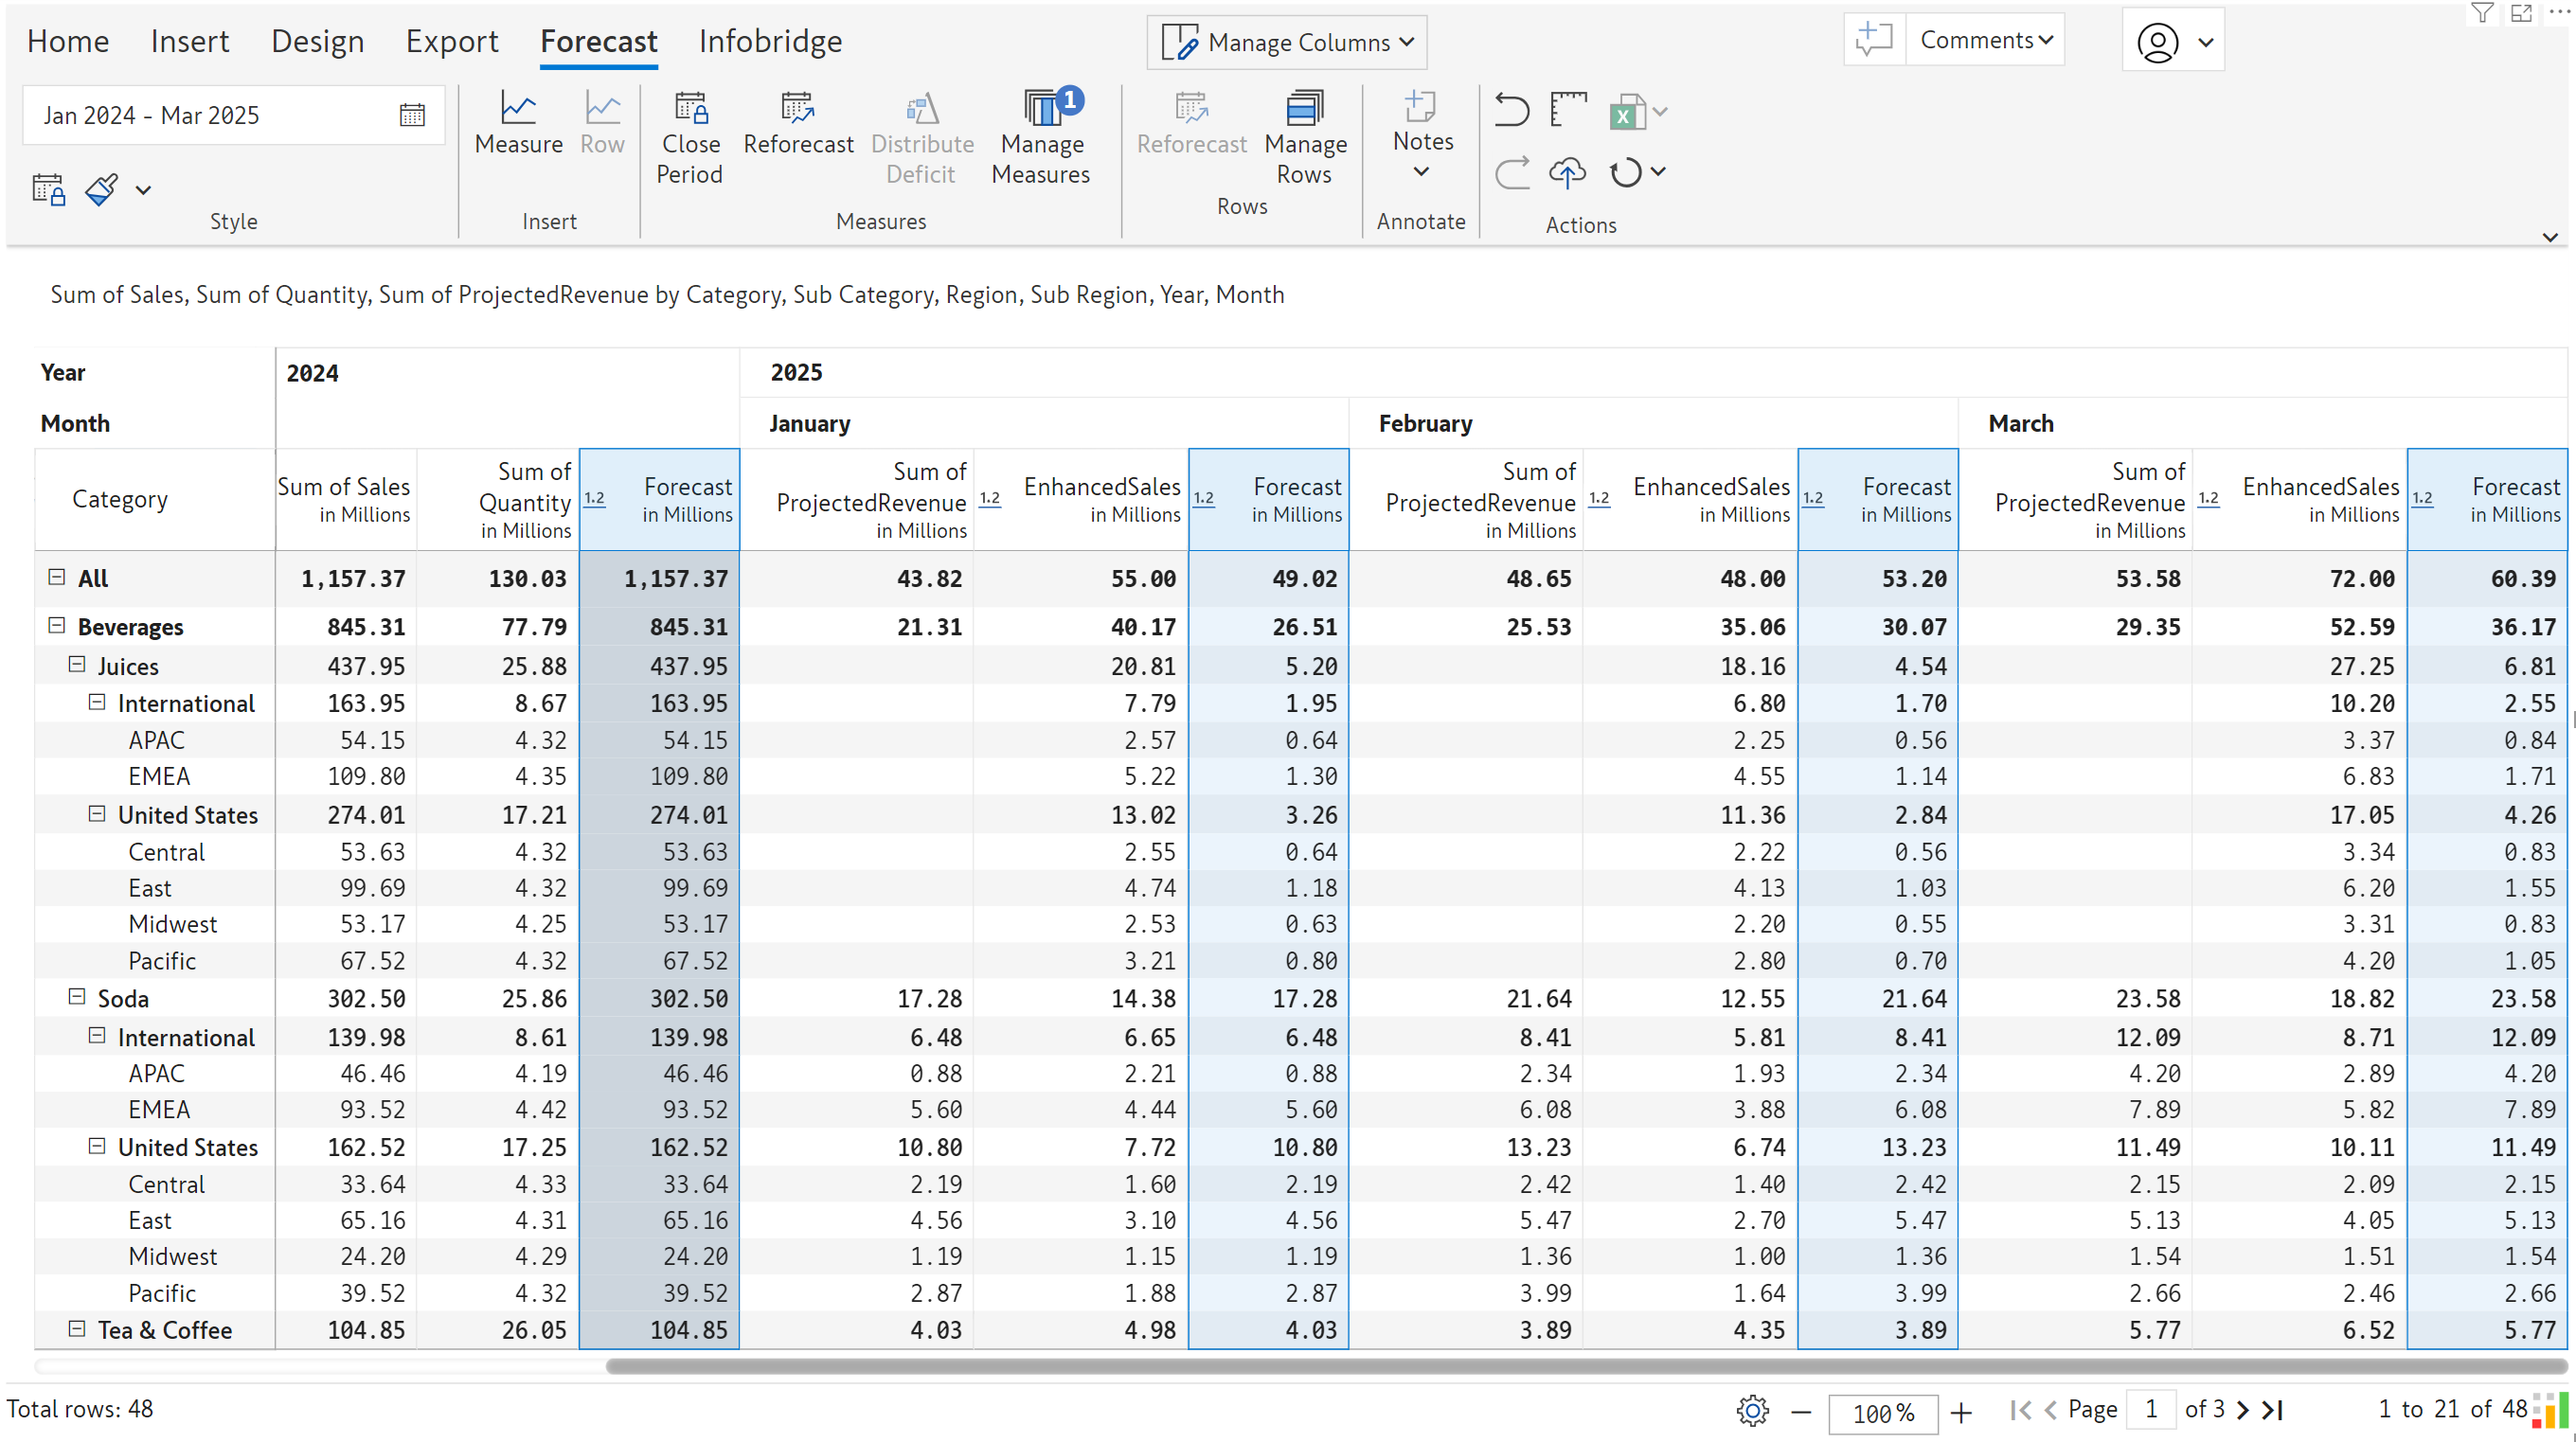 Home Insert Design Export Forecast Infobridge Manage Columns Comments
Jan 2024 - Mar 2025
Style
Measure Row
Insert
Close Period Reforecast Distribute Deficit Manage Measures 1
Measures
Reforecast Manage Rows
Rows
Notes
Annotate
X
Actions
Sum of Sales, Sum of Quantity, Sum of ProjectedRevenue by Category, Sub Category, Region, Sub Region, Year, Month
Year 2024 2025
Month January February March
Category Sum of Sales in Millions Sum of Quantity in Millions 1.2 Forecast in Millions Sum of ProjectedRevenue in Millions 1.2 EnhancedSales in Millions 1.2 Forecast in Millions Sum of ProjectedRevenue in Millions 1.2 EnhancedSales in Millions 1.2 Forecast in Millions Sum of ProjectedRevenue in Millions 1.2 EnhancedSales in Millions 1.2 Forecast in Millions
All 1,157.37 130.03 1,157.37 43.82 55.00 49.02 48.65 48.00 53.20 53.58 72.00 60.39
Beverages 845.31 77.79 845.31 21.31 40.17 26.51 25.53 35.06 30.07 29.35 52.59 36.17
Juices 437.95 25.88 437.95 20.81 5.20 18.16 4.54 27.25 6.81
International 163.95 8.67 163.95 7.79 1.95 6.80 1.70 10.20 2.55
APAC 54.15 4.32 54.15 2.57 0.64 2.25 0.56 3.37 0.84
EMEA 109.80 4.35 109.80 5.22 1.30 4.55 1.14 6.83 1.71
United States 274.01 17.21 274.01 13.02 3.26 11.36 2.84 17.05 4.26
Central 53.63 4.32 53.63 2.55 0.64 2.22 0.56 3.34 0.83
East 99.69 4.32 99.69 4.74 1.18 4.13 1.03 6.20 1.55
Midwest 53.17 4.25 53.17 2.53 0.63 2.20 0.55 3.31 0.83
Pacific 67.52 4.32 67.52 3.21 0.80 2.80 0.70 4.20 1.05
Soda 302.50 25.86 302.50 17.28 14.38 17.28 21.64 12.55 21.64 23.58 18.82 23.58
International 139.98 8.61 139.98 6.48 6.65 6.48 8.41 5.81 8.41 12.09 8.71 12.09
APAC 46.46 4.19 46.46 0.88 2.21 0.88 2.34 1.93 2.34 4.20 2.89 4.20
EMEA 93.52 4.42 93.52 5.60 4.44 5.60 6.08 3.88 6.08 7.89 5.82 7.89
United States 162.52 17.25 162.52 10.80 7.72 10.80 13.23 6.74 13.23 11.49 10.11 11.49
Central 33.64 4.33 33.64 2.19 1.60 2.19 2.42 1.40 2.42 2.15 2.09 2.15
East 65.16 4.31 65.16 4.56 3.10 4.56 5.47 2.70 5.47 5.13 4.05 5.13
Midwest 24.20 4.29 24.20 1.19 1.15 1.19 1.36 1.00 1.36 1.54 1.51 1.54
Pacific 39.52 4.32 39.52 2.87 1.88 2.87 3.99 1.64 3.99 2.66 2.46 2.66
Tea & Coffee 104.85 26.05 104.85 4.03 4.98 4.03 3.89 4.35 3.89 5.77 6.52 5.77
Total rows: 48 100% Page 1 of 3 1 to 21 of 48